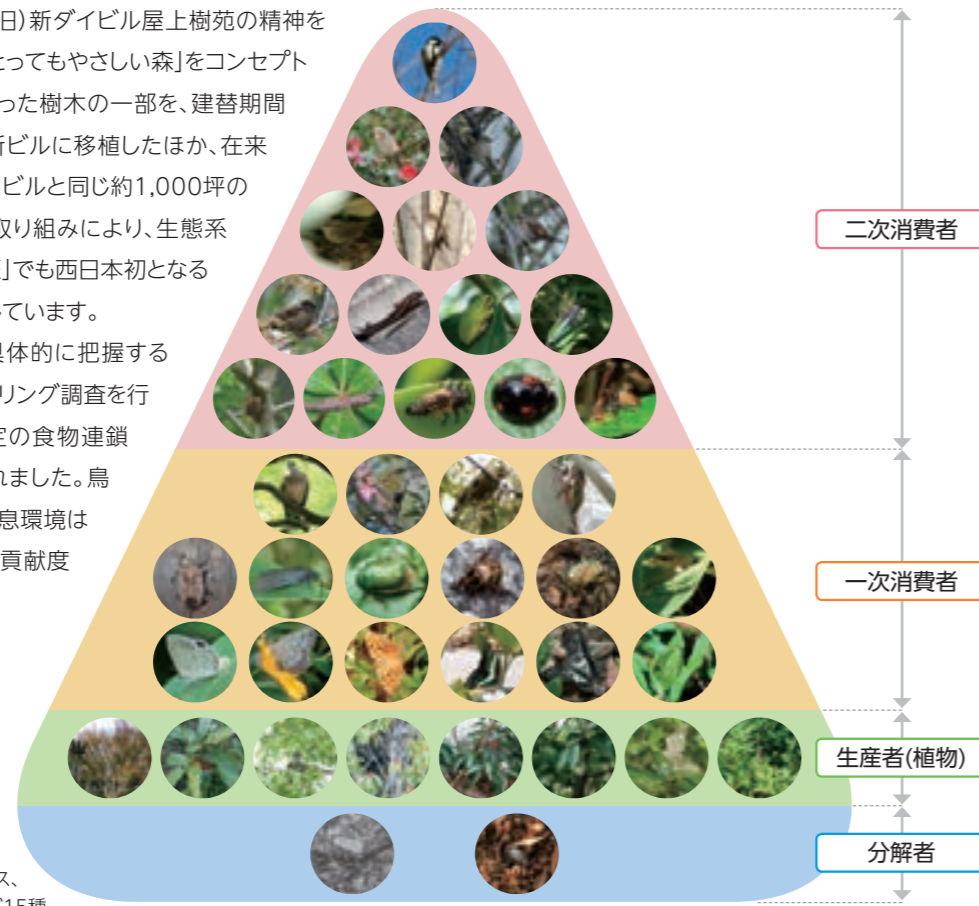 旧)新ダイビル屋上樹苑の精神を
とってもやさしい森」をコンセプト
った樹木の一部を、建替期間
新ビルに移植したほか、在来
ビルと同じ約1,000坪の
取り組みにより、生態系
」でも西日本初となる
ています。
具体的に把握する
リング調査を行
定の食物連鎖
れました。鳥
息環境は
貢献度
ス、
15種
二次消費者
一次消費者
生産者(植物)
分解者